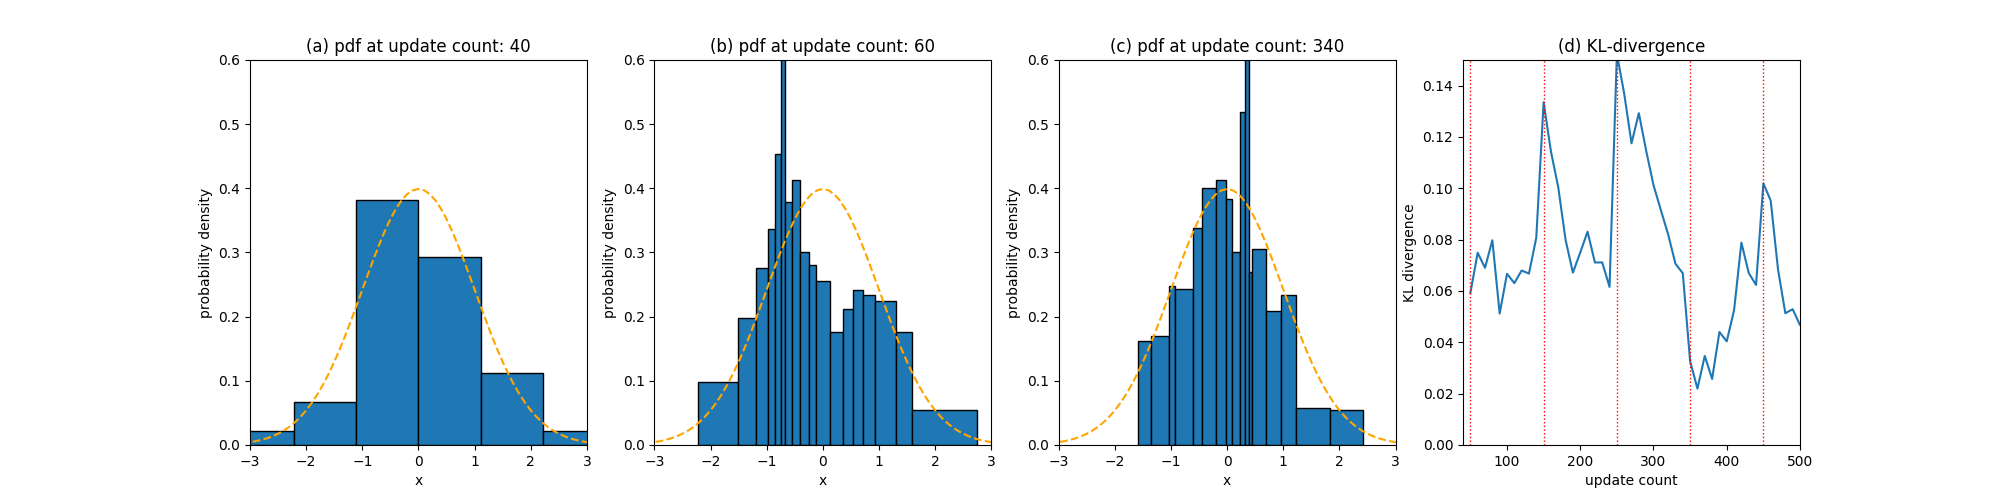 (a) pdf at update count: 40
probability density
0.6
0.5
0.4
0.3
0.2
0.1
0.0
−3 −2 −1 0 1 2 3
x
(b) pdf at update count: 60
probability density
0.6
0.5
0.4
0.3
0.2
0.1
0.0
−3 −2 −1 0 1 2 3
x
(c) pdf at update count: 340
probability density
0.6
0.5
0.4
0.3
0.2
0.1
0.0
−3 −2 −1 0 1 2 3
x
(d) KL-divergence
KL divergence
0.14
0.12
0.10
0.08
0.06
0.04
0.02
0.00
100 200 300 400 500
update count